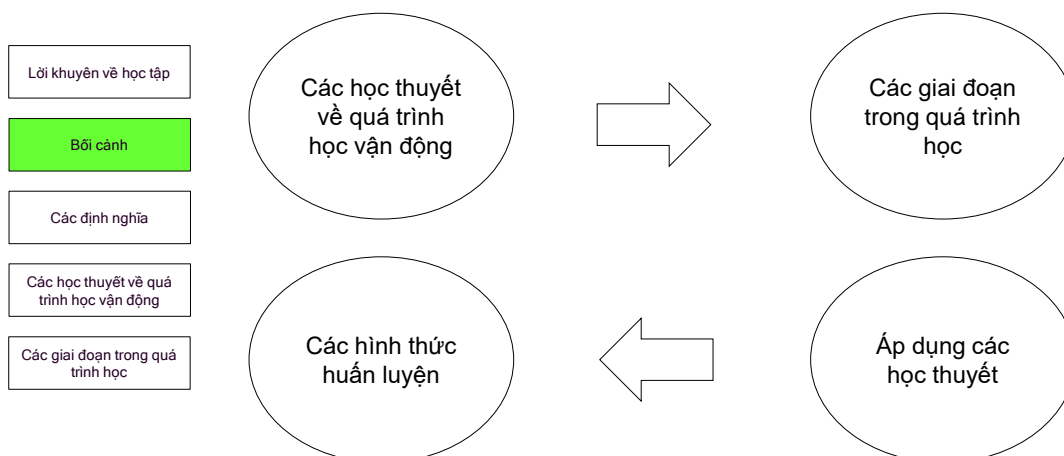 Lời khuyên về học tập
Bối cảnh
Các định nghĩa
Các học thuyết về quá
trình học vận động
Các giai đoạn trong quá
trình học
Các học thuyết
về quá trình
học vận động
Các giai đoạn
trong quá trình
học
Các hình thức
huấn luyện
Áp dụng các
học thuyết